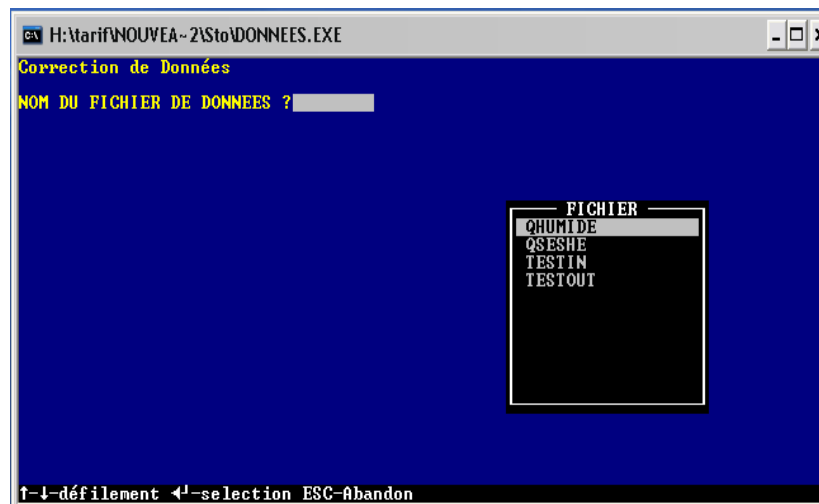 H:\tarif\NOUVEA~2\Sto\DONNEES.EXE
Correction de Données
NOM DU FICHIER DE DONNEES ?
FICHIER
QHUMIDE
QSESHE
TESTIN
TESTOUT
↑-↓-défilement ◄┘-selection ESC-Abandon